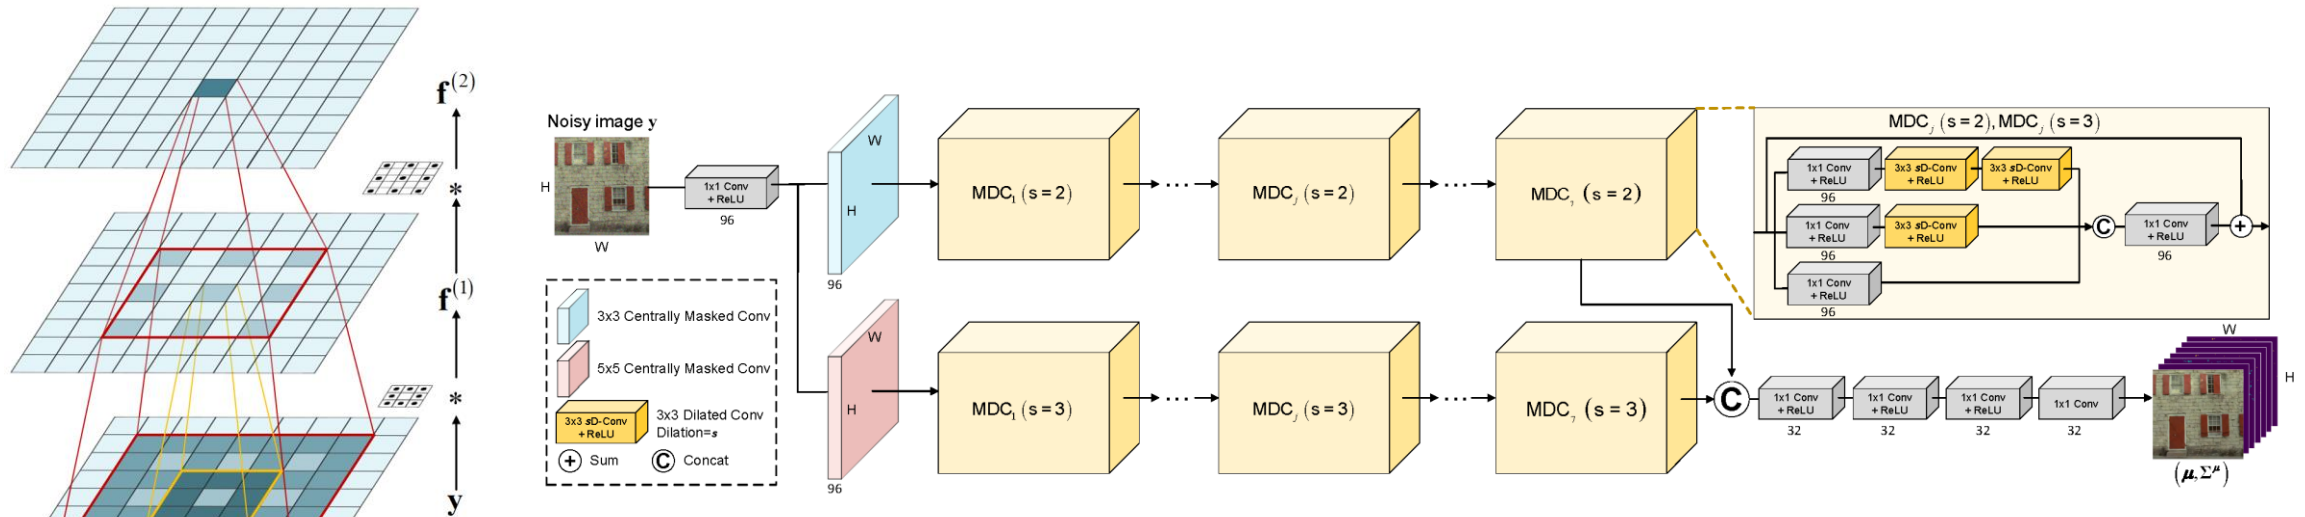 f(2)
*
f(1)
*
y
Noisy image y
H
W
1x1 Conv
+ ReLU
96
W
H
96
MDC1 (s = 2)
...
MDCj (s = 2)
...
MDC7 (s = 2)
W
H
96
MDC1 (s = 3)
...
MDCj (s = 3)
...
MDC7 (s = 3)
3x3 Centrally Masked Conv
5x5 Centrally Masked Conv
3x3 sD-Conv
+ ReLU
3x3 Dilated Conv
Dilation=s
+ Sum
C Concat
MDCj (s = 2), MDCj (s = 3)
1x1 Conv
+ ReLU
96
3x3 sD-Conv
+ ReLU
3x3 sD-Conv
+ ReLU
1x1 Conv
+ ReLU
96
3x3 sD-Conv
+ ReLU
1x1 Conv
+ ReLU
96
C
1x1 Conv
+ ReLU
96
+
C
1x1 Conv
+ ReLU
32
1x1 Conv
+ ReLU
32
1x1 Conv
+ ReLU
32
1x1 Conv
32
W
H
(μ, Σμ)